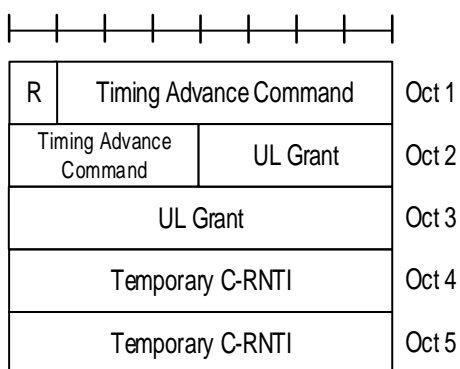 R Timing Advance Command Oct 1
Timing Advance
Command UL Grant Oct 2
UL Grant Oct 3
Temporary C-RNTI Oct 4
Temporary C-RNTI Oct 5